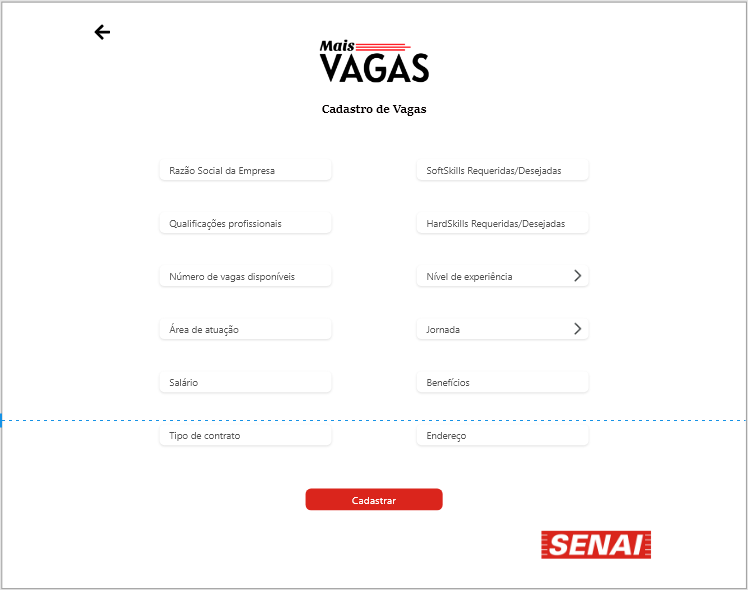 Mais
VAGAS
Cadastro de Vagas
Razão Social da Empresa
SoftSkills Requeridas/Desejadas
Qualificações profissionais
HardSkills Requeridas/Desejadas
Número de vagas disponíveis
Nível de experiência
Área de atuação
Jornada
Salário
Benefícios
Tipo de contrato
Endereço
Cadastrar
SENAI